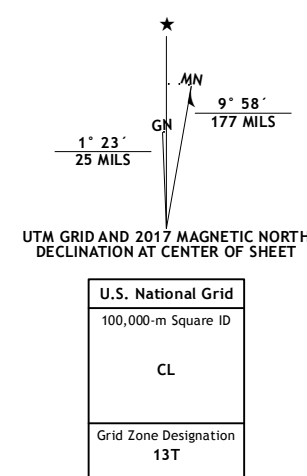 ★
MN
9° 58´
177 MILS
GN
1° 23´
25 MILS
UTM GRID AND 2017 MAGNETIC NORTH
DECLINATION AT CENTER OF SHEET
U.S. National Grid
100,000-m Square ID
CL
Grid Zone Designation
13T